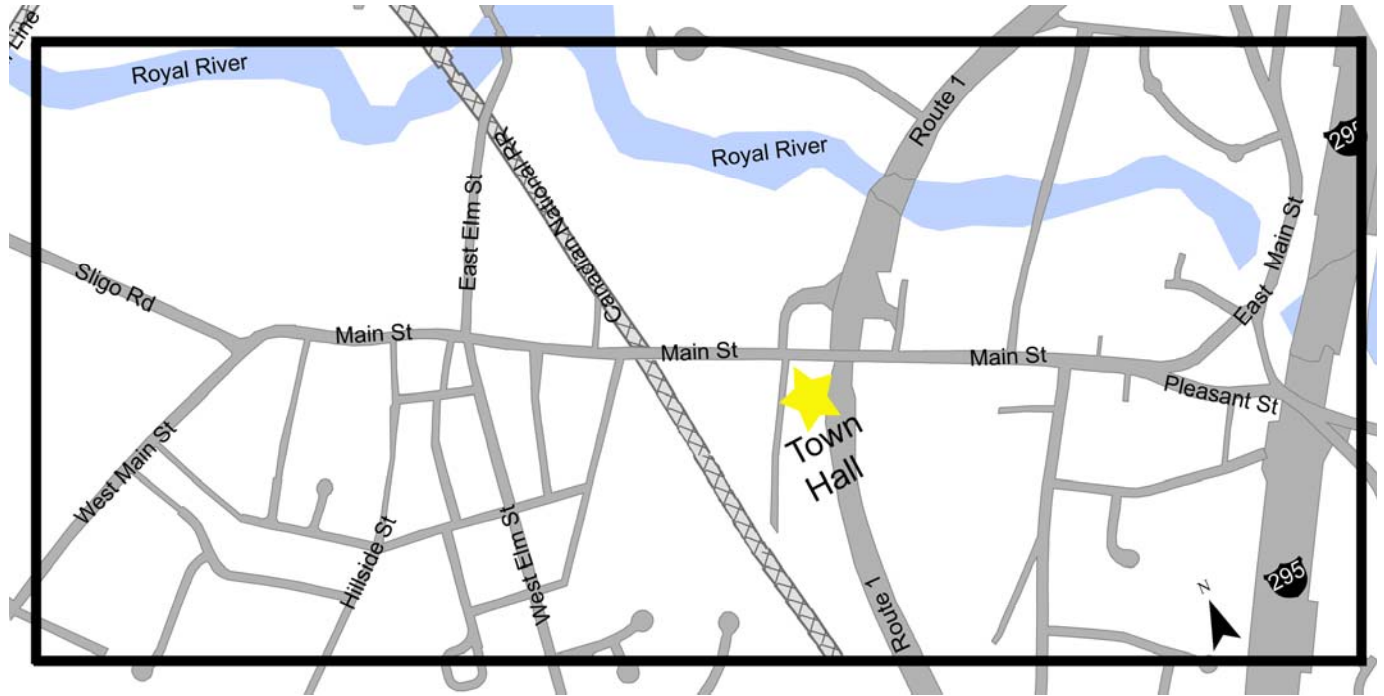 Line
Royal River
Royal River
Route 1
295
East Elm St
Canadian National RR
East Main St
Sligo Rd
Main St
Main St
Main St
Pleasant St
Town
Hall
West Main St
Hillside St
West Elm St
Route 1
295
N